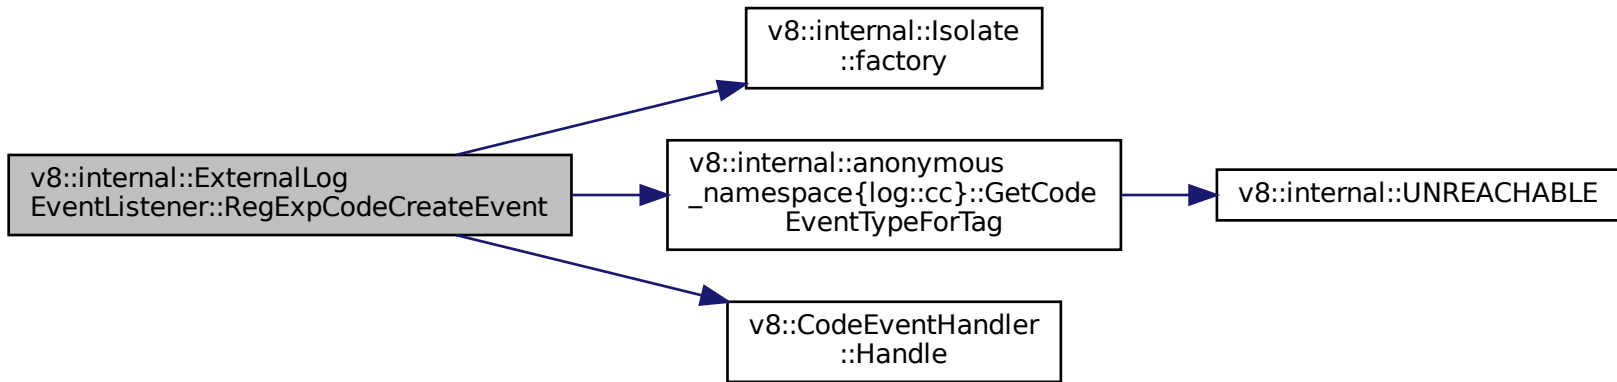 v8::internal::Isolate
::factory
v8::internal::ExternalLog
EventListener::RegExpCodeCreateEvent
v8::internal::anonymous
_namespace{log::cc}::GetCode
EventTypeForTag
v8::internal::UNREACHABLE
v8::CodeEventHandler
::Handle